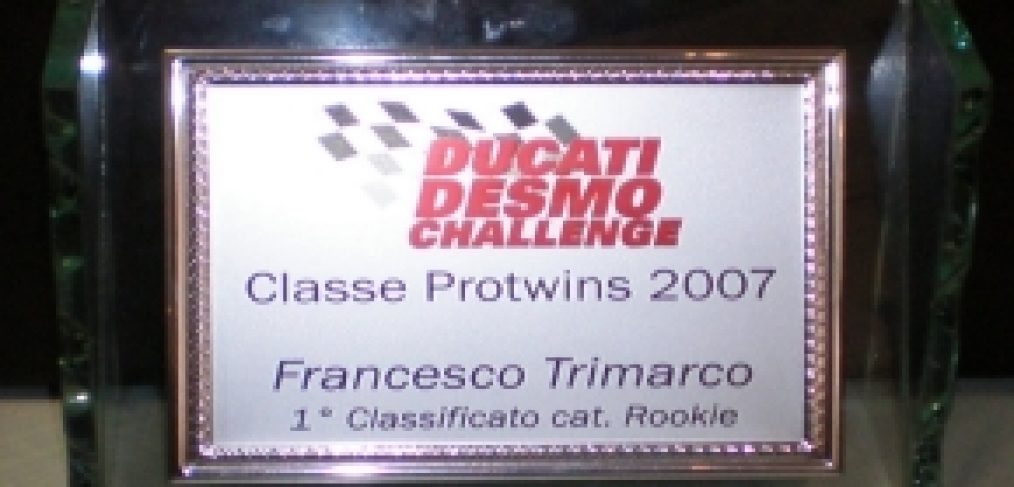 DUCATI
DESMO
CHALLENGE
Classe Protwins 2007
Francesco Trimarco
1° Classificato cat. Rookie